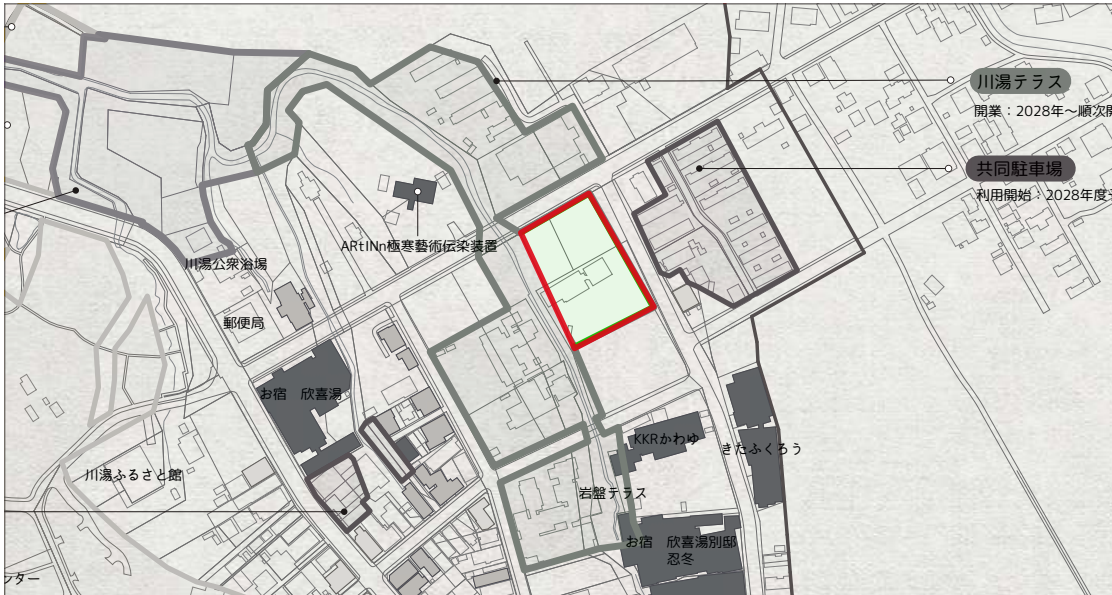 川湯テラス
開業：2028年～順次開
共同駐車場
利用開始：2028年度
ARtINn極寒藝術伝染装置
川湯公衆浴場
郵便局
お宿　欣喜湯
KKRかわゆ
きたふくろう
川湯ふるさと館
岩盤テラス
お宿　欣喜湯別邸
忍冬
ンター